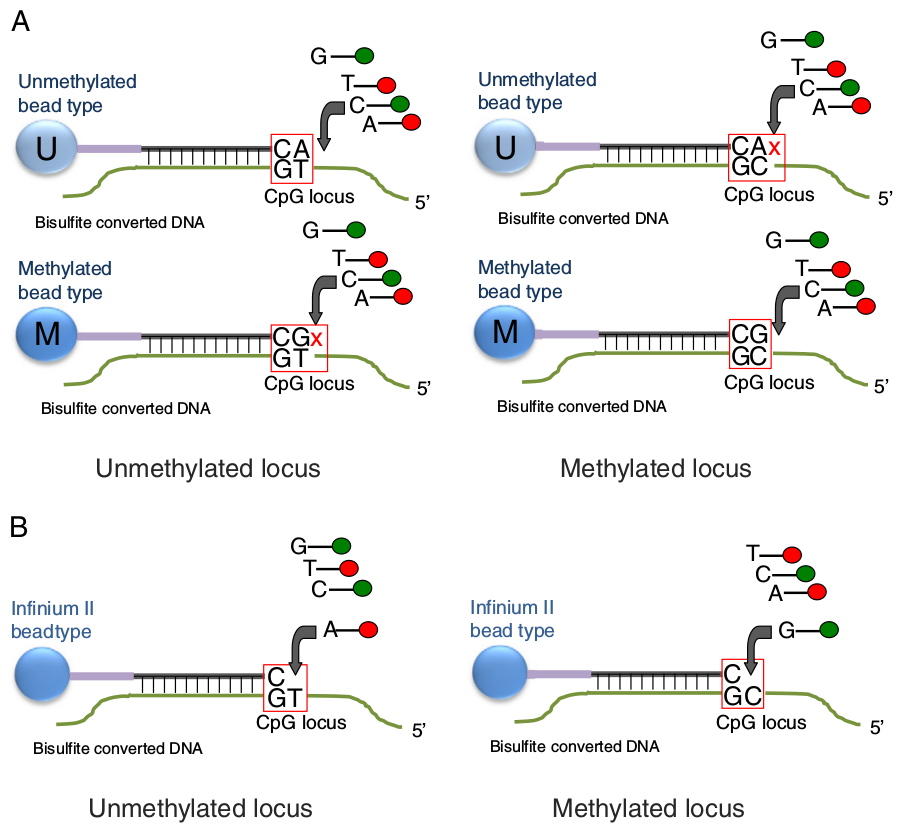 A
G
T
C
A
Unmethylated
bead type
U
CA
GT
CpG locus
5'
Bisulfite converted DNA
G
T
C
A
Unmethylated
bead type
U
CAx
GC
CpG locus
5'
Bisulfite converted DNA
G
T
C
A
Methylated
bead type
M
CGx
GT
CpG locus
5'
Bisulfite converted DNA
G
T
C
A
Methylated
bead type
M
CG
GC
CpG locus
5'
Bisulfite converted DNA
Unmethylated locus
Methylated locus
B
G
T
C
A
Infinium II
beadtype
C
GT
CpG locus
5'
Bisulfite converted DNA
T
C
A
G
Infinium II
bead type
C
GC
CpG locus
5'
Bisulfite converted DNA
Unmethylated locus
Methylated locus